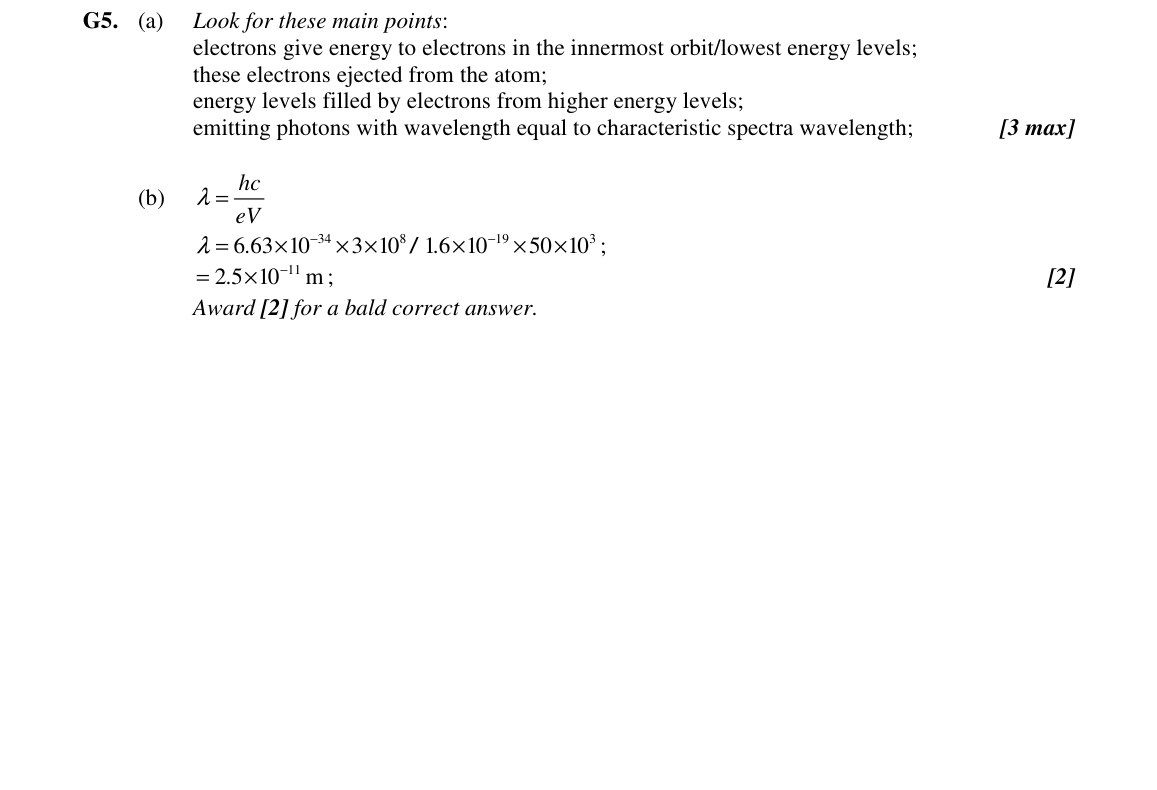 G5. (a) Look for these main points:
electrons give energy to electrons in the innermost orbit/lowest energy levels;
these electrons ejected from the atom;
energy levels filled by electrons from higher energy levels;
emitting photons with wavelength equal to characteristic spectra wavelength; [3 max]
(b) λ = hc/eV
λ = 6.63×10⁻³⁴ ×3×10⁸ / 1.6×10⁻¹⁹ ×50×10³ ;
= 2.5×10⁻¹¹ m ; [2]
Award [2] for a bald correct answer.